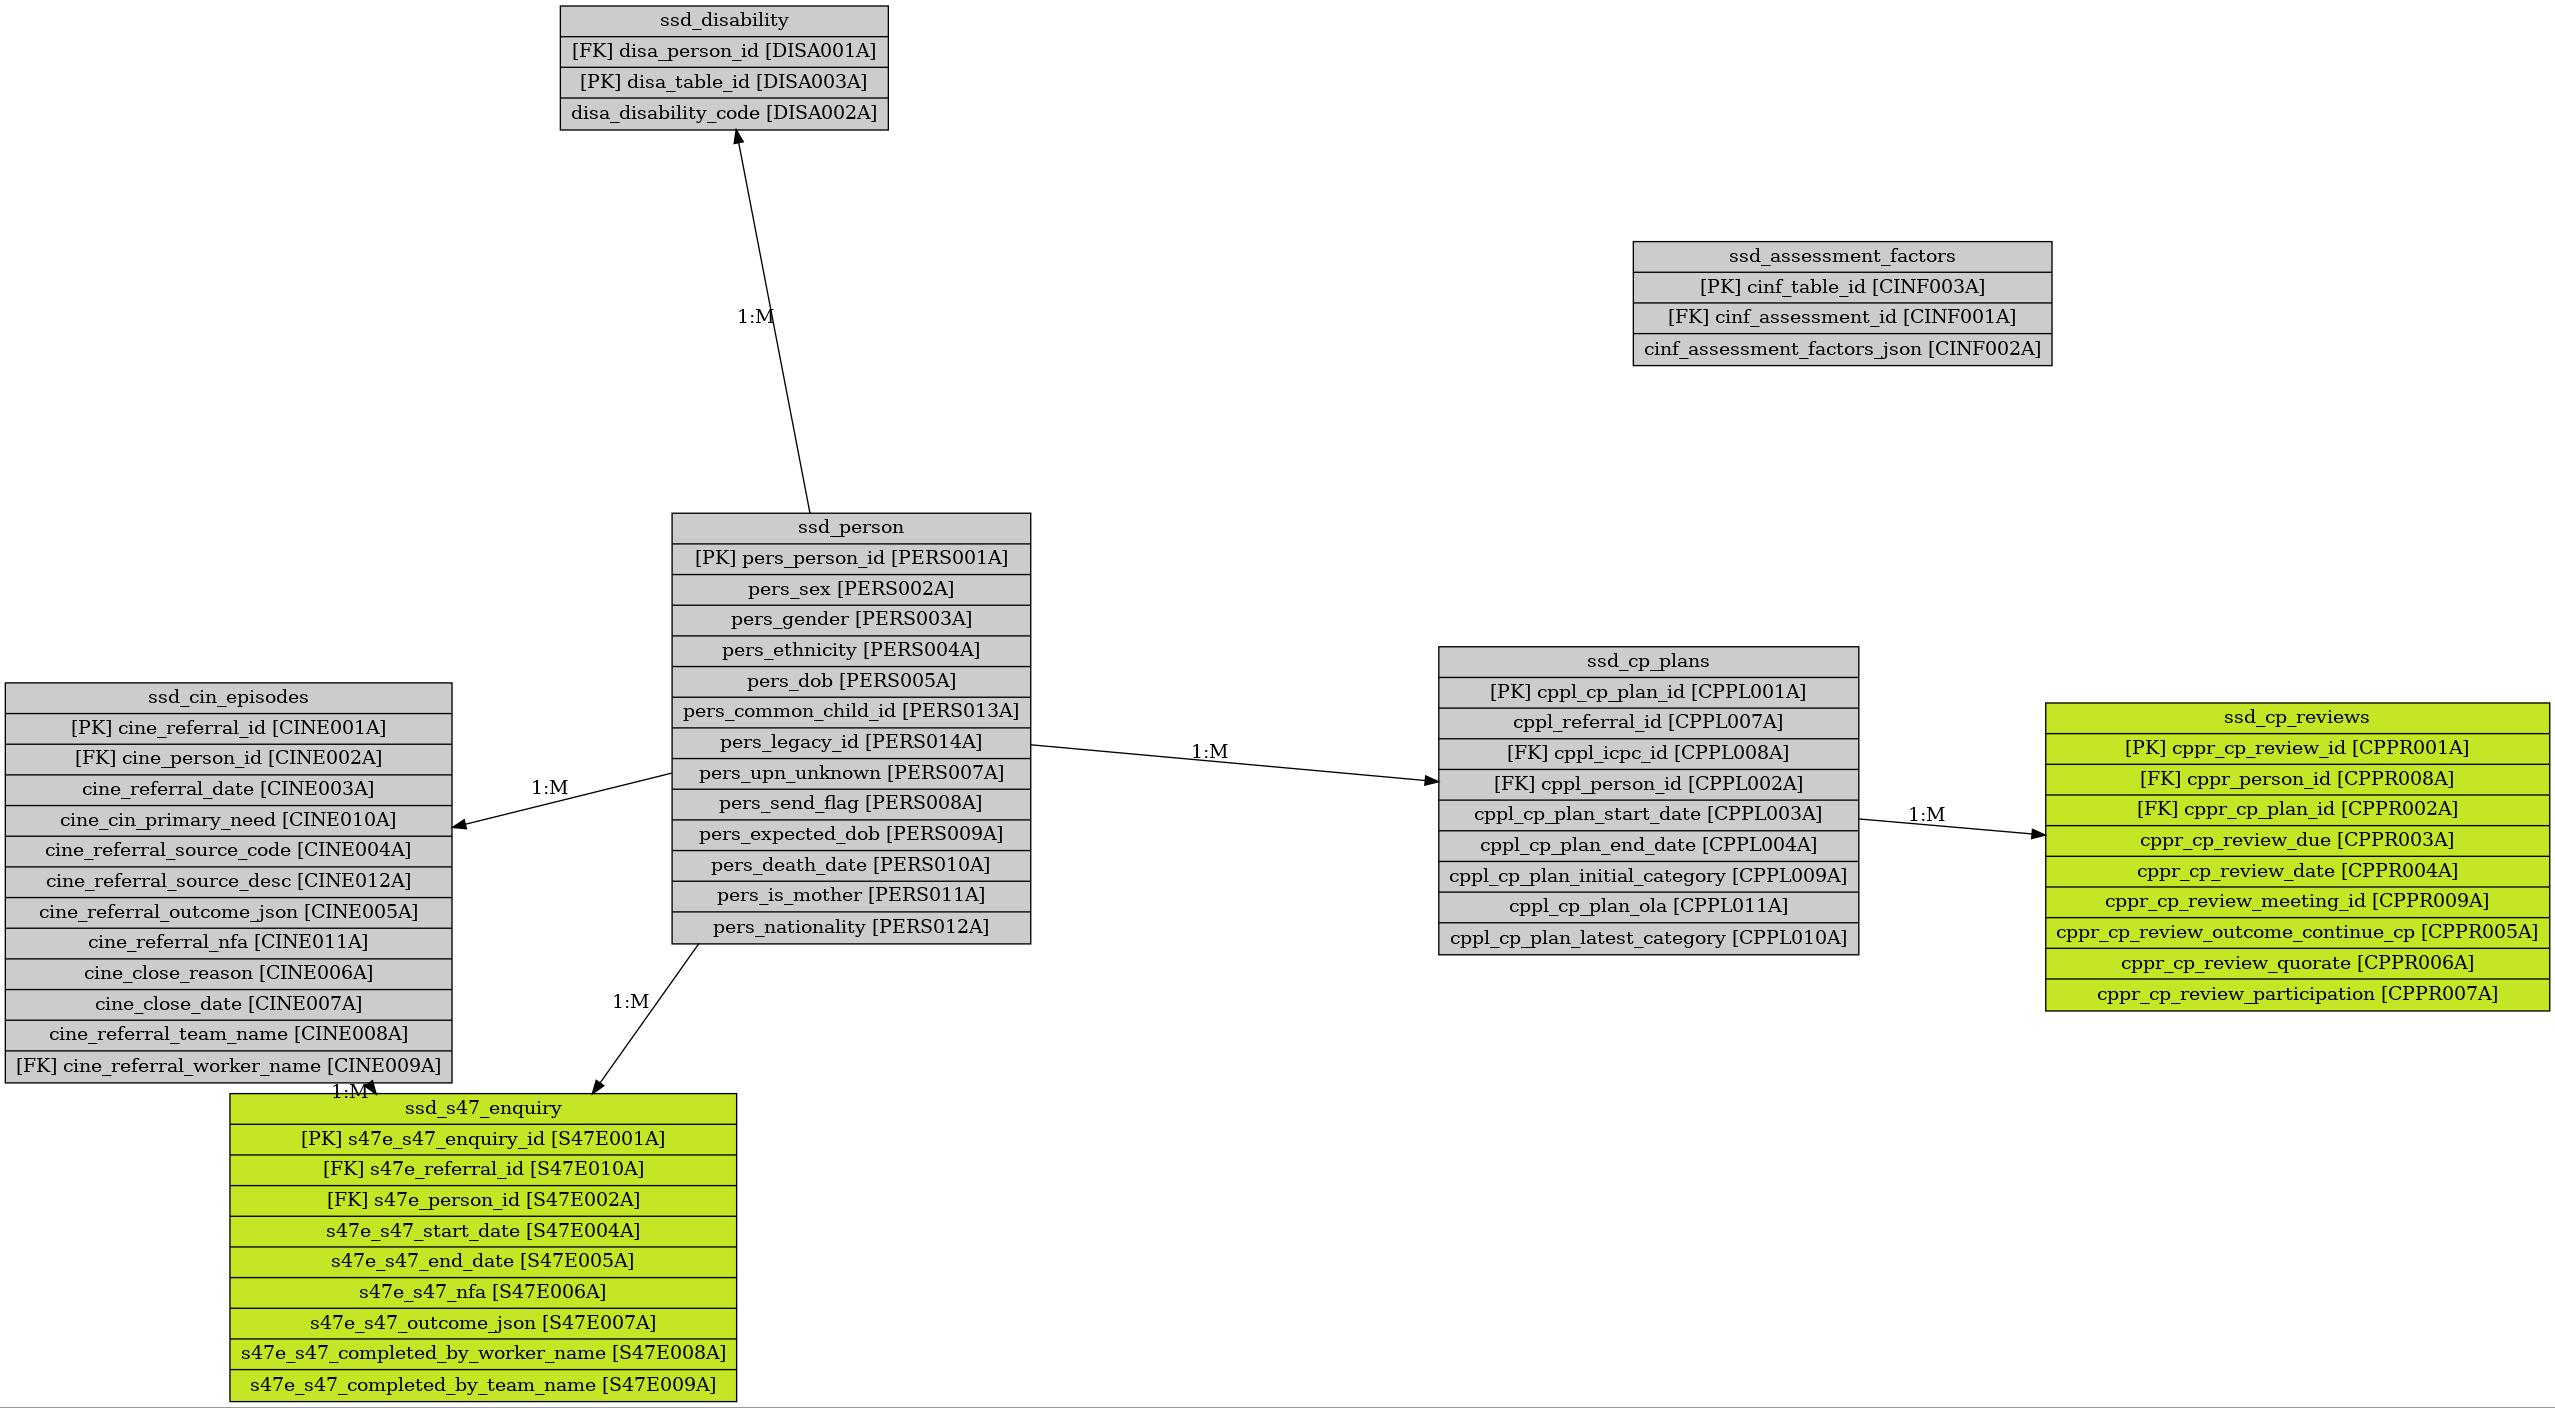 ssd_disability
[FK] disa_person_id [DISA001A]
[PK] disa_table_id [DISA003A]
disa_disability_code [DISA002A]
1:M
ssd_assessment_factors
[PK] cinf_table_id [CINF003A]
[FK] cinf_assessment_id [CINF001A]
cinf_assessment_factors_json [CINF002A]
ssd_person
[PK] pers_person_id [PERS001A]
pers_sex [PERS002A]
pers_gender [PERS003A]
pers_ethnicity [PERS004A]
pers_dob [PERS005A]
pers_common_child_id [PERS013A]
pers_legacy_id [PERS014A]
pers_upn_unknown [PERS007A]
pers_send_flag [PERS008A]
pers_expected_dob [PERS009A]
pers_death_date [PERS010A]
pers_is_mother [PERS011A]
pers_nationality [PERS012A]
1:M
1:M
1:M
ssd_cin_episodes
[PK] cine_referral_id [CINE001A]
[FK] cine_person_id [CINE002A]
cine_referral_date [CINE003A]
cine_cin_primary_need [CINE010A]
cine_referral_source_code [CINE004A]
cine_referral_source_desc [CINE012A]
cine_referral_outcome_json [CINE005A]
cine_referral_nfa [CINE011A]
cine_close_reason [CINE006A]
cine_close_date [CINE007A]
cine_referral_team_name [CINE008A]
[FK] cine_referral_worker_name [CINE009A]
1:M
ssd_cp_plans
[PK] cppl_cp_plan_id [CPPL001A]
cppl_referral_id [CPPL007A]
[FK] cppl_icpc_id [CPPL008A]
[FK] cppl_person_id [CPPL002A]
cppl_cp_plan_start_date [CPPL003A]
cppl_cp_plan_end_date [CPPL004A]
cppl_cp_plan_initial_category [CPPL009A]
cppl_cp_plan_ola [CPPL011A]
cppl_cp_plan_latest_category [CPPL010A]
1:M
ssd_cp_reviews
[PK] cppr_cp_review_id [CPPR001A]
[FK] cppr_person_id [CPPR008A]
[FK] cppr_cp_plan_id [CPPR002A]
cppr_cp_review_due [CPPR003A]
cppr_cp_review_date [CPPR004A]
cppr_cp_review_meeting_id [CPPR009A]
cppr_cp_review_outcome_continue_cp [CPPR005A]
cppr_cp_review_quorate [CPPR006A]
cppr_cp_review_participation [CPPR007A]
ssd_s47_enquiry
[PK] s47e_s47_enquiry_id [S47E001A]
[FK] s47e_referral_id [S47E010A]
[FK] s47e_person_id [S47E002A]
s47e_s47_start_date [S47E004A]
s47e_s47_end_date [S47E005A]
s47e_s47_nfa [S47E006A]
s47e_s47_outcome_json [S47E007A]
s47e_s47_completed_by_worker_name [S47E008A]
s47e_s47_completed_by_team_name [S47E009A]